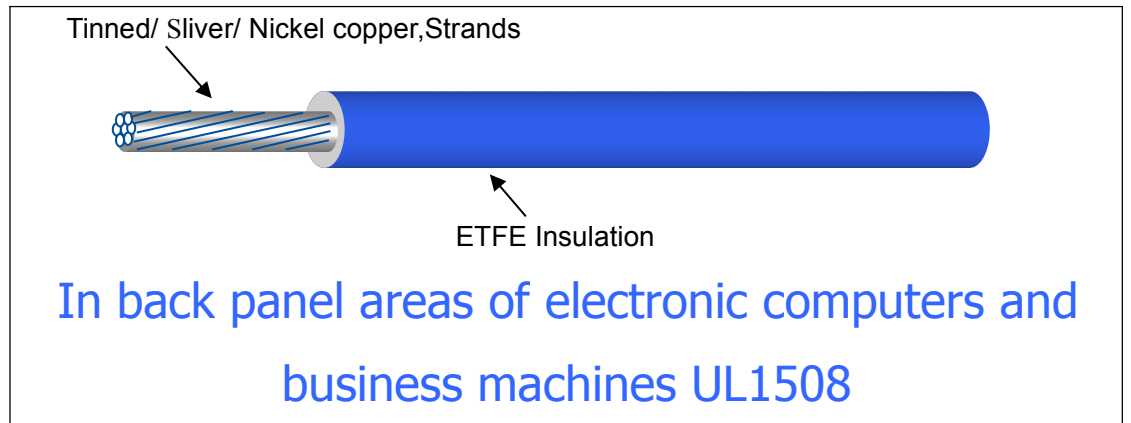 Tinned/ Sliver/ Nickel copper,Strands
ETFE Insulation
In back panel areas of electronic computers and
business machines UL1508